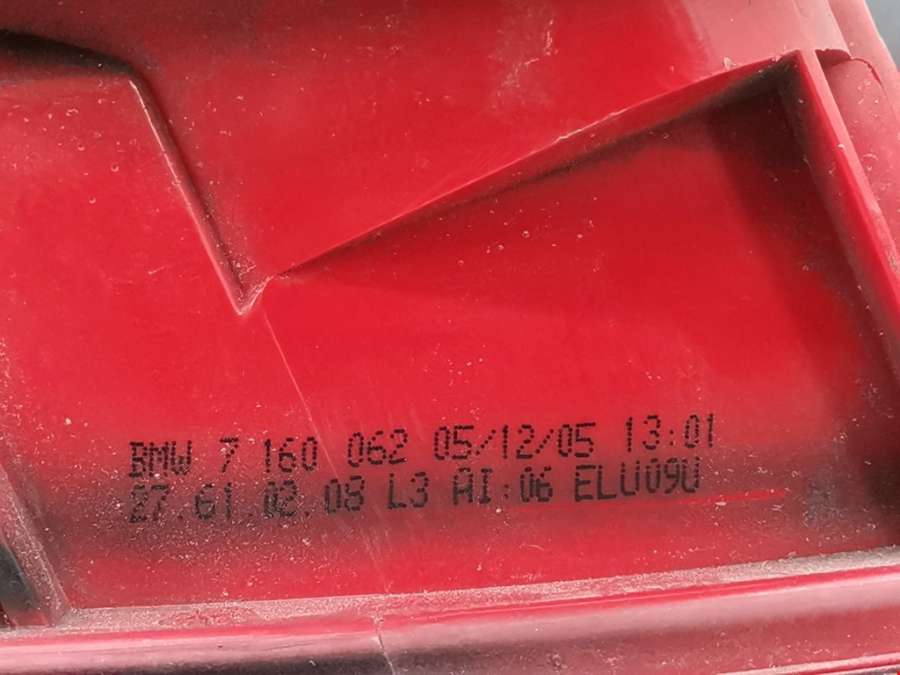 BMW 7 160 062 05/12/05 13:01
27.61.02.08 L3 AI:06 ELU09U